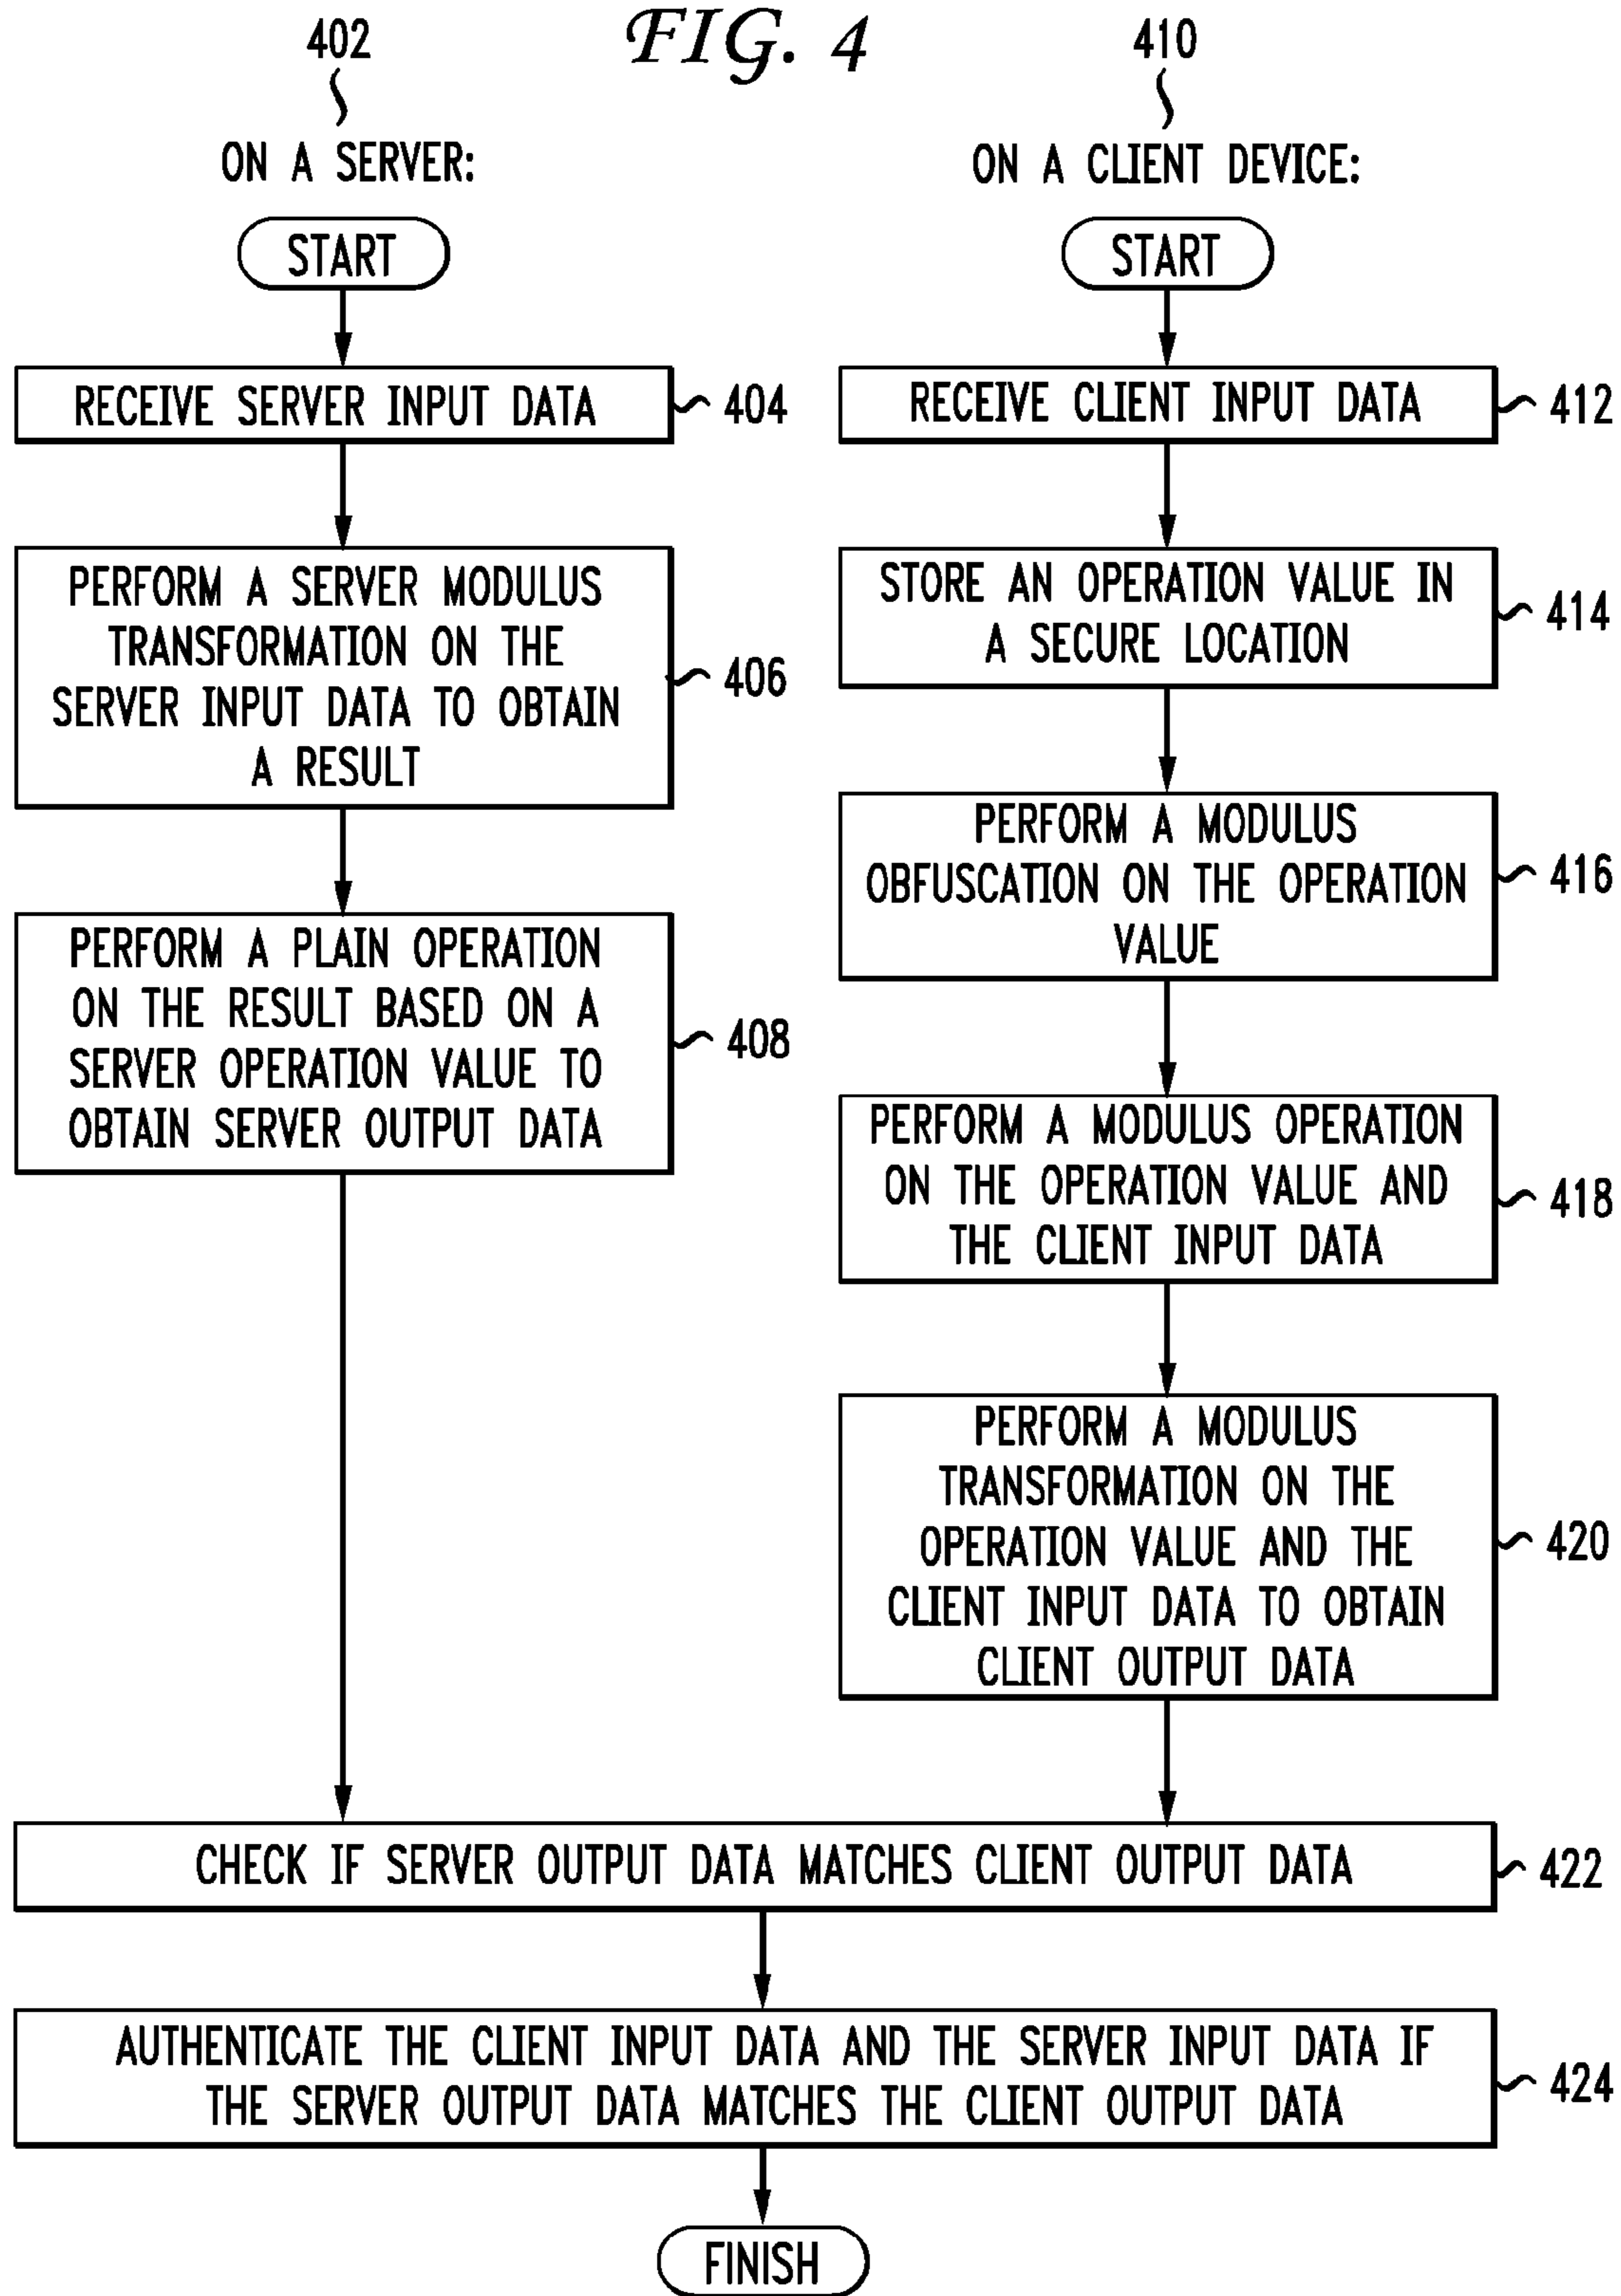 FIG. 4
402
ON A SERVER:
START
RECEIVE SERVER INPUT DATA
404
PERFORM A SERVER MODULUS
TRANSFORMATION ON THE
SERVER INPUT DATA TO OBTAIN
A RESULT
406
PERFORM A PLAIN OPERATION
ON THE RESULT BASED ON A
SERVER OPERATION VALUE TO
OBTAIN SERVER OUTPUT DATA
408
410
ON A CLIENT DEVICE:
START
RECEIVE CLIENT INPUT DATA
412
STORE AN OPERATION VALUE IN
A SECURE LOCATION
414
PERFORM A MODULUS
OBFUSCATION ON THE OPERATION
VALUE
416
PERFORM A MODULUS OPERATION
ON THE OPERATION VALUE AND
THE CLIENT INPUT DATA
418
PERFORM A MODULUS
TRANSFORMATION ON THE
OPERATION VALUE AND THE
CLIENT INPUT DATA TO OBTAIN
CLIENT OUTPUT DATA
420
CHECK IF SERVER OUTPUT DATA MATCHES CLIENT OUTPUT DATA
422
AUTHENTICATE THE CLIENT INPUT DATA AND THE SERVER INPUT DATA IF
THE SERVER OUTPUT DATA MATCHES THE CLIENT OUTPUT DATA
424
FINISH